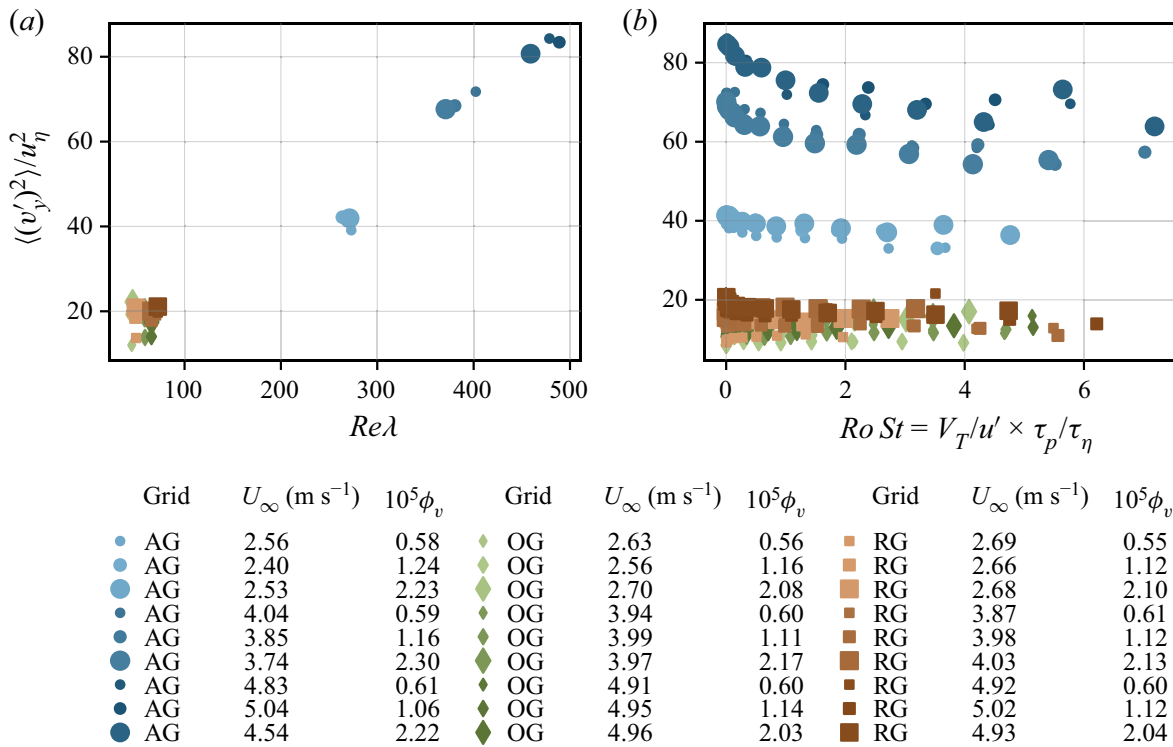 (a)
(b)
80
60
40
20
⟨(v′y)²⟩/u²η
100
200
300
400
500
Reλ
80
60
40
20
0
2
4
6
Ro St = V_T/u′ × τ_p/τ_η
Grid U∞ (m s⁻¹) 10⁵ϕ_v Grid U∞ (m s⁻¹) 10⁵ϕ_v Grid U∞ (m s⁻¹) 10⁵ϕ_v
AG 2.56 0.58 OG 2.63 0.56 RG 2.69 0.55
AG 2.40 1.24 OG 2.56 1.16 RG 2.66 1.12
AG 2.53 2.23 OG 2.70 2.08 RG 2.68 2.10
AG 4.04 0.59 OG 3.94 0.60 RG 3.87 0.61
AG 3.85 1.16 OG 3.99 1.11 RG 3.98 1.12
AG 3.74 2.30 OG 3.97 2.17 RG 4.03 2.13
AG 4.83 0.61 OG 4.91 0.60 RG 4.92 0.60
AG 5.04 1.06 OG 4.95 1.14 RG 5.02 1.12
AG 4.54 2.22 OG 4.96 2.03 RG 4.93 2.04